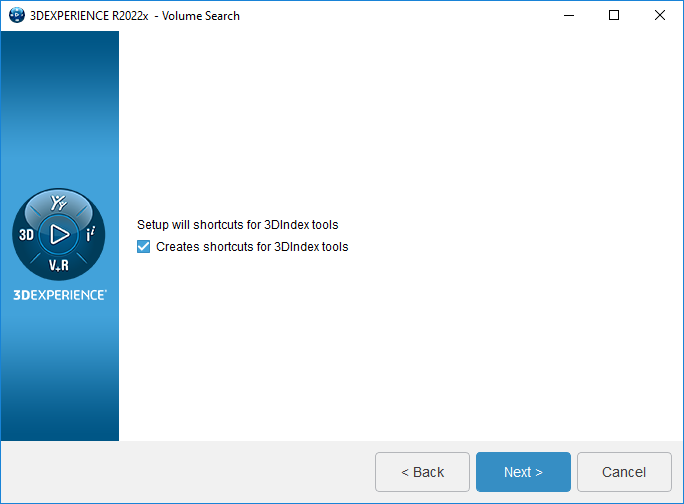 3DEXPERIENCE R2022x - Volume Search
3D
i
V+R
3DEXPERIENCE
Setup will shortcuts for 3DIndex tools
Creates shortcuts for 3DIndex tools
< Back
Next >
Cancel